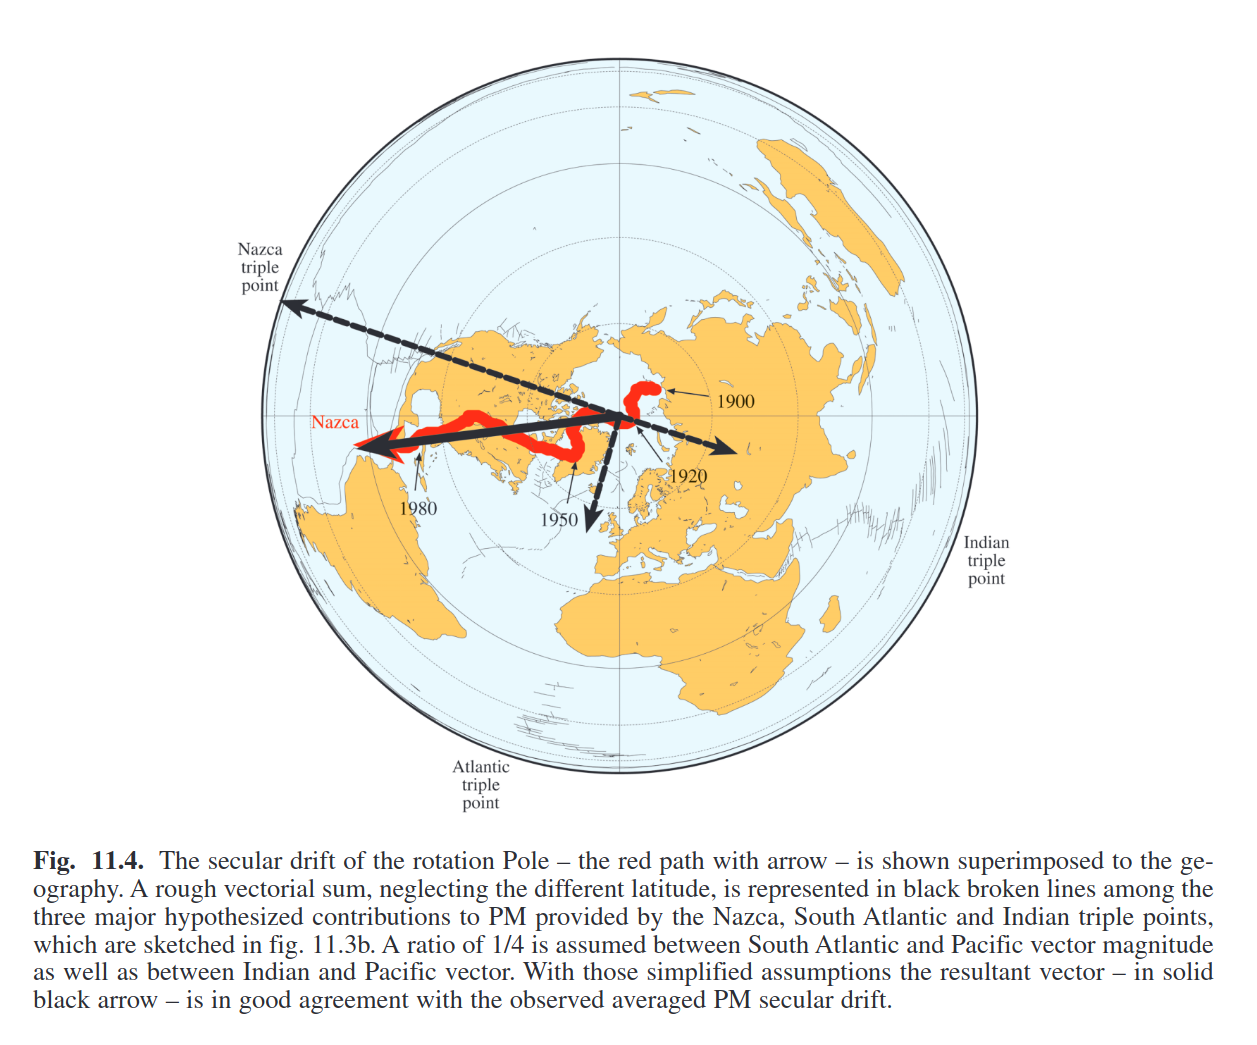 Nazca
triple
point
Nazca
1900
1920
1980
1950
Indian
triple
point
Atlantic
triple
point
Fig. 11.4. The secular drift of the rotation Pole – the red path with arrow – is shown superimposed to the ge-
ography. A rough vectorial sum, neglecting the different latitude, is represented in black broken lines among the
three major hypothesized contributions to PM provided by the Nazca, South Atlantic and Indian triple points,
which are sketched in fig. 11.3b. A ratio of 1/4 is assumed between South Atlantic and Pacific vector magnitude
as well as between Indian and Pacific vector. With those simplified assumptions the resultant vector – in solid
black arrow – is in good agreement with the observed averaged PM secular drift.